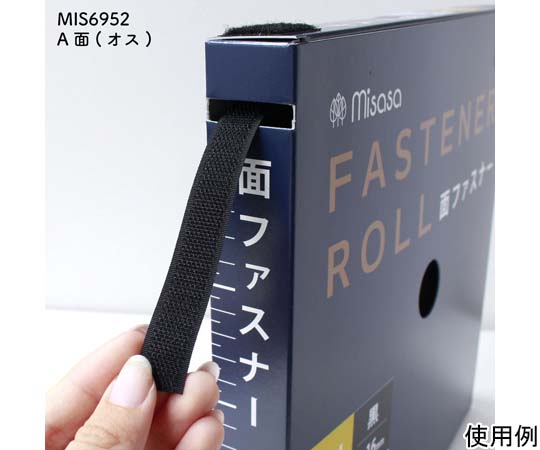 MIS6952
A面(オス)
misasa
FASTENER
ROLL 面ファスナー
面ファスナー
黒
使用例